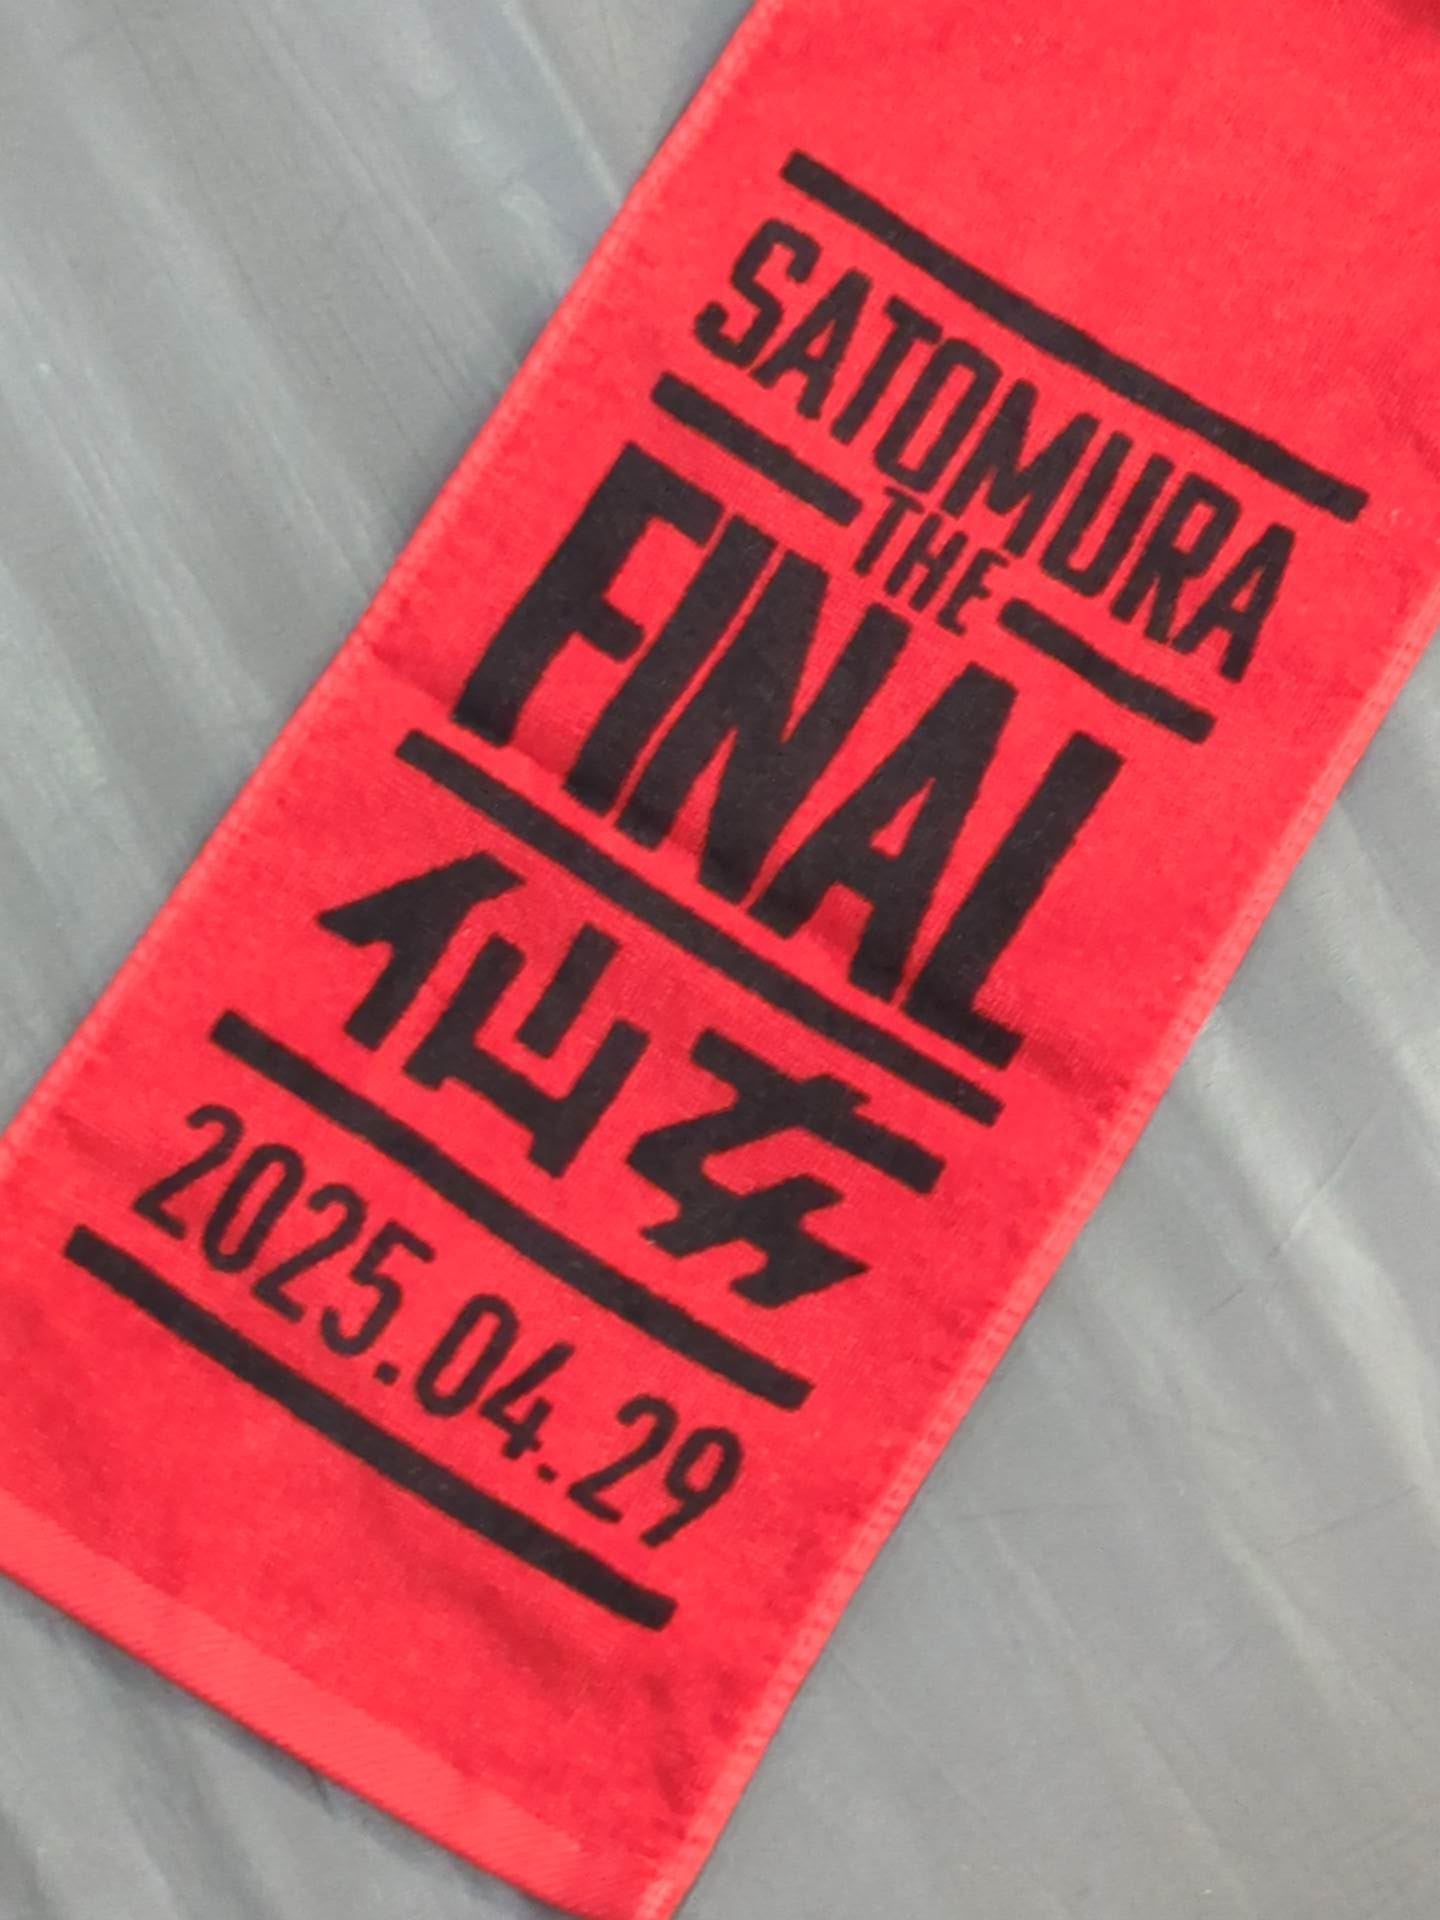 SATOMURA
THE
FINAL
仙女
2025.04.29